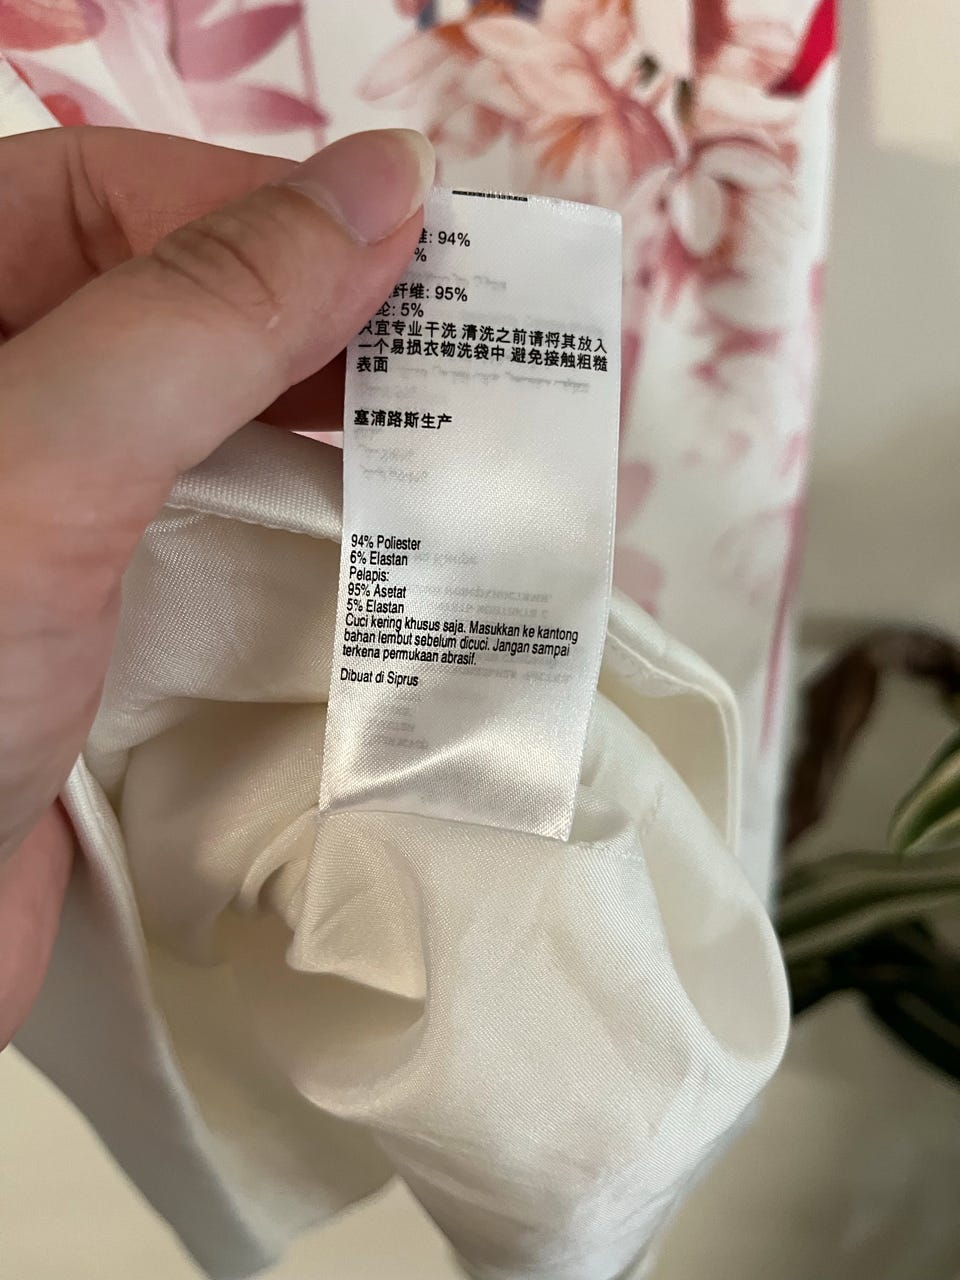 : 94%
%
纤维: 95%
纶: 5%
只宜专业干洗 清洗之前请将其放入
一个易损衣物洗袋中 避免接触粗糙
表面
塞浦路斯生产
94% Poliester
6% Elastan
Pelapis:
95% Asetat
5% Elastan
Cuci kering khusus saja. Masukkan ke kantong
bahan lembut sebelum dicuci. Jangan sampai
terkena permukaan abrasif.
Dibuat di Siprus